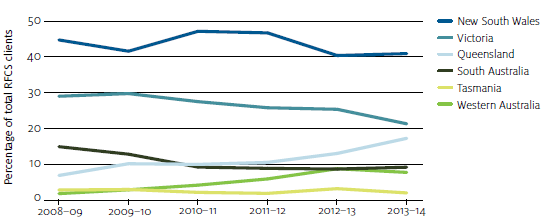 Percentage of total RFCS clients
50
40
30
20
10
0
2008–09 2009–10 2010–11 2011–12 2012–13 2013–14
New South Wales
Victoria
Queensland
South Australia
Tasmania
Western Australia